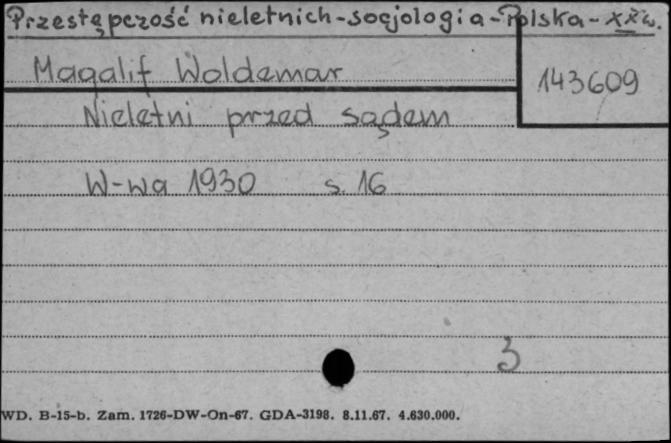 Przestępczość nieletnich-socjologia-Polska-XX w.
Magalif Woldemar
143609
Nieletni przed sądem
W-wa 1930 s. 16
3
WD. B-15-b. Zam. 1726-DW-On-67. GDA-3198. 8.11.67. 4.630.000.